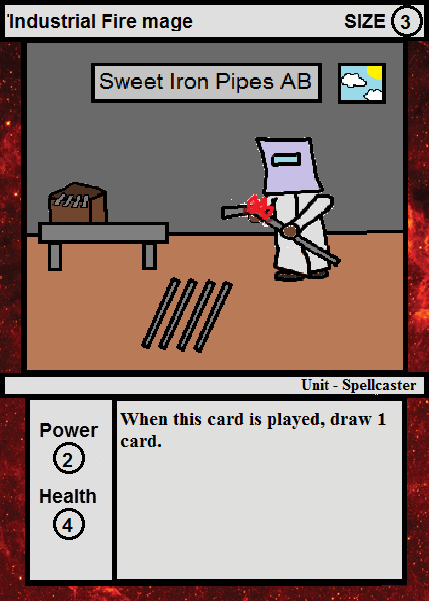 Industrial Fire mage
SIZE 3
Sweet Iron Pipes AB
Unit - Spellcaster
Power
2
Health
4
When this card is played, draw 1
card.